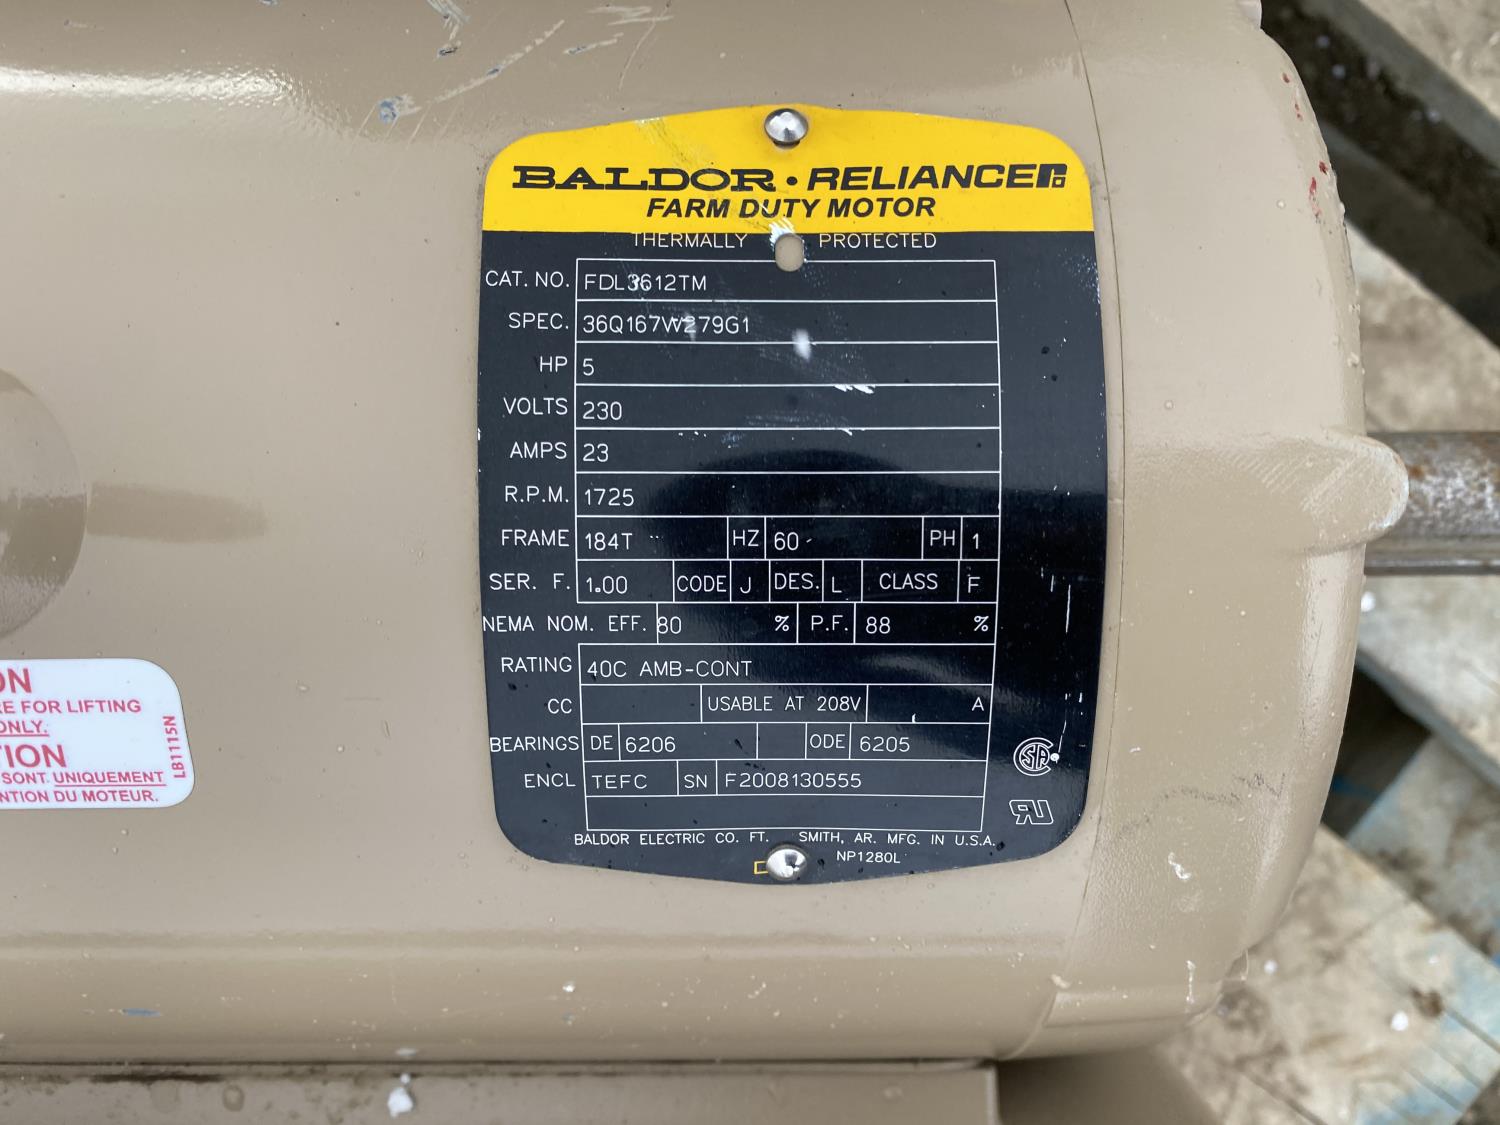 BALDOR · RELIANCE
FARM DUTY MOTOR
THERMALLY PROTECTED
CAT. NO. FDL3612TM
SPEC. 36Q167W279G1
HP 5
VOLTS 230
AMPS 23
R.P.M. 1725
FRAME 184T HZ 60 PH 1
SER. F. 1.00 CODE J DES. L CLASS F
NEMA NOM. EFF. 80 % P.F. 88 %
RATING 40C AMB-CONT
CC USABLE AT 208V A
BEARINGS DE 6206 ODE 6205
ENCL TEFC SN F2008130555
BALDOR ELECTRIC CO. FT. SMITH, AR. MFG. IN U.S.A.
NP1280L
ON
RE FOR LIFTING
ONLY.
TION
SONT. UNIQUEMENT
NTION DU MOTEUR.
LB1115N